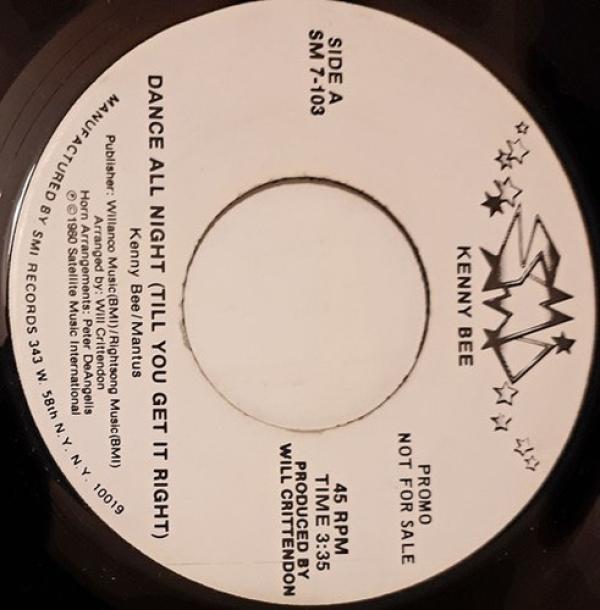 SMI
KENNY BEE
PROMO
NOT FOR SALE
SIDE A
SM 7-103
45 RPM
TIME 3:35
PRODUCED BY
WILL CRITTENDON
DANCE ALL NIGHT (TILL YOU GET IT RIGHT)
Kenny Bee/Mantus
Publisher: Willanco Music(BMI)/Rightsong Music(BMI)
Arranged by: Will Crittendon
Horn Arrangements: Peter DeAngelis
℗©1980 Satellite Music International
MANUFACTURED BY SMI RECORDS 343 W. 58th N.Y. N.Y. 10019